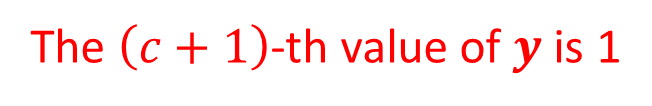 The (c + 1)-th value of y is 1